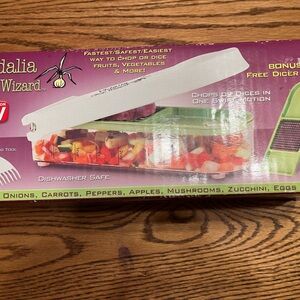 dalia
Wizard
FASTEST/SAFEST/EASIEST
WAY TO CHOP OR DICE
FRUITS, VEGETABLES
& MORE!
BONUS
FREE DICER
CHOPS OR DICES IN
ONE SWIFT MOTION
DISHWASHER SAFE
ONIONS, CARROTS, PEPPERS, APPLES, MUSHROOMS, ZUCCHINI, EGGS